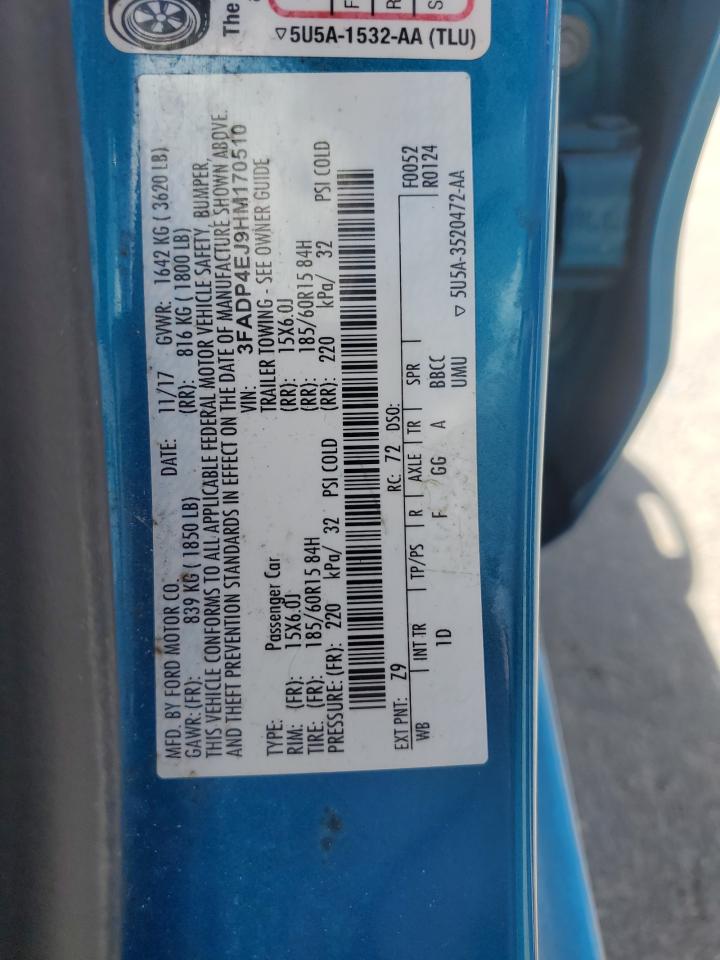 The
F
R
S
▽5U5A-1532-AA (TLU)
MFD. BY FORD MOTOR CO. DATE: 11/17 GVWR: 1642 KG ( 3620 LB)
GAWR: (FR): 839 KG ( 1850 LB) (RR): 816 KG ( 1800 LB)
THIS VEHICLE CONFORMS TO ALL APPLICABLE FEDERAL MOTOR VEHICLE SAFETY, BUMPER,
AND THEFT PREVENTION STANDARDS IN EFFECT ON THE DATE OF MANUFACTURE SHOWN ABOVE.
VIN: 3FADP4EJ9HM170510
TYPE: Passenger Car TRAILER TOWING - SEE OWNER GUIDE
RIM: (FR): 15X6.0J (RR): 15X6.0J
TIRE: (FR): 185/60R15 84H (RR): 185/60R15 84H
PRESSURE: (FR): 220 kPa/ 32 PSI COLD (RR): 220 kPa/ 32 PSI COLD
EXT PNT: Z9 RC: 72 DSO: F0052
R0124
WB INT TR TP/PS R AXLE TR SPR
1D F GG A BBCC
UMU
▽ 5U5A-3520472-AA